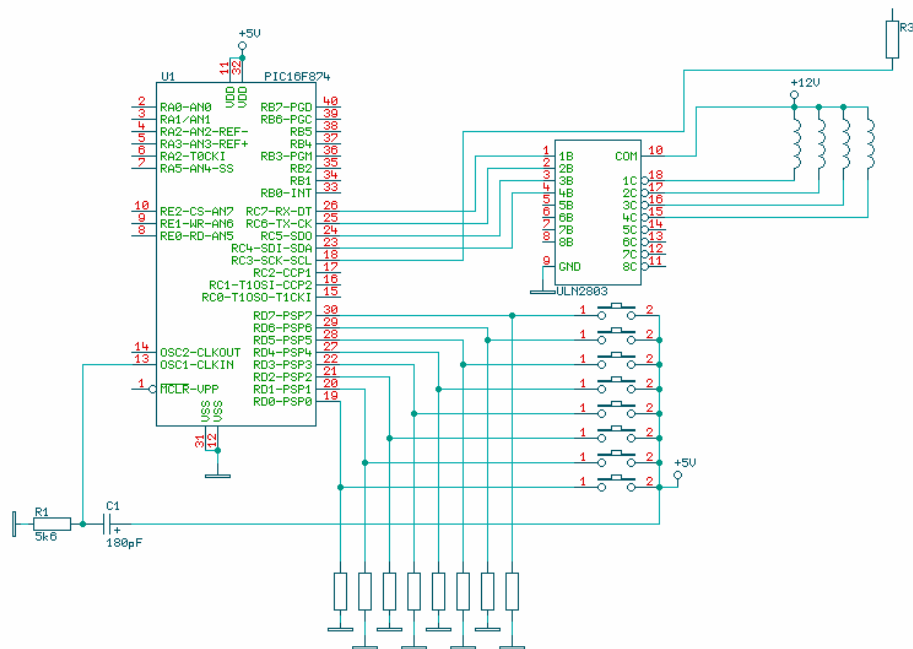 R3
+5V
U1 PIC16F874
11 32
VDD VDD
+12V
2 RA0-AN0 RB7-PGD 40
3 RA1/AN1 RB6-PGC 39
4 RA2-AN2-REF- RB5 38
5 RA3-AN3-REF+ RB4 37
6 RA2-T0CKI RB3-PGM 36
7 RA5-AN4-SS RB2 35
RB1 34
RB0-INT 33
10 RE2-CS-AN7 RC7-RX-DT 26
9 RE1-WR-AN6 RC6-TX-CK 25
8 RE0-RD-AN5 RC5-SDO 24
RC4-SDI-SDA 23
RC3-SCK-SCL 18
RC2-CCP1 17
RC1-T1OSI-CCP2 16
RC0-T1OSO-T1CKI 15
RD7-PSP7 30
RD6-PSP6 29
RD5-PSP5 28
14 OSC2-CLKOUT RD4-PSP4 27
13 OSC1-CLKIN RD3-PSP3 22
RD2-PSP2 21
1 MCLR-VPP RD1-PSP1 20
RD0-PSP0 19
VSS VSS
31 12
1 1B COM 10
2 2B
3 3B 1C 18
4 4B 2C 17
5 5B 3C 16
6 6B 4C 15
7 7B 5C 14
8 8B 6C 13
7C 12
9 GND 8C 11
ULN2803
1 2
1 2
1 2
1 2
1 2
1 2
1 2
1 2
+5V
R1
5k6
C1
+
180pF